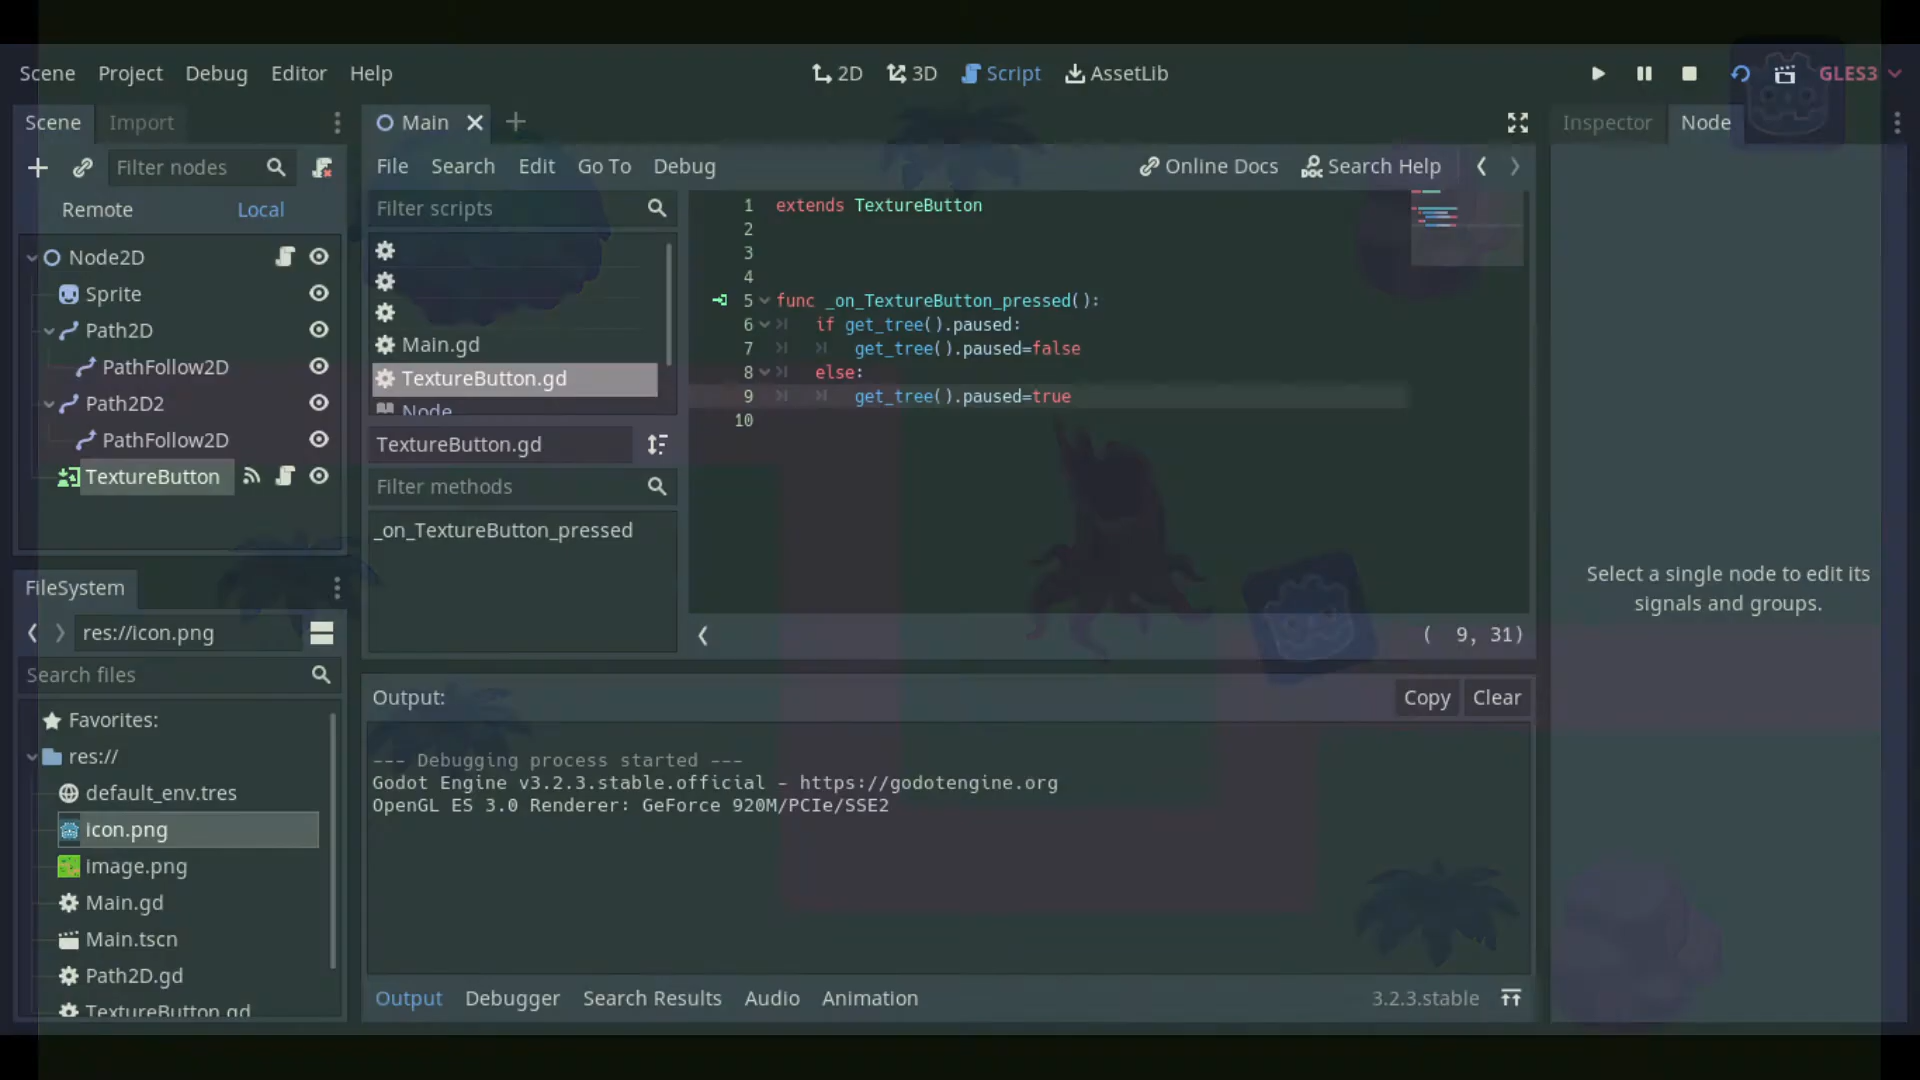 Scene Project Debug Editor Help
2D 3D Script AssetLib
GLES3
Scene Import
Main
Inspector Node
Filter nodes
File Search Edit Go To Debug
Online Docs Search Help
Remote Local
Filter scripts
Node2D
Sprite
Path2D
PathFollow2D
Path2D2
PathFollow2D
TextureButton
Main.gd
TextureButton.gd
Node
TextureButton.gd
Filter methods
_on_TextureButton_pressed
1 extends TextureButton
2
3
4
5 func _on_TextureButton_pressed():
6 if get_tree().paused:
7 get_tree().paused=false
8 else:
9 get_tree().paused=true
10
( 9, 31)
Select a single node to edit its
signals and groups.
FileSystem
res://icon.png
Search files
Favorites:
res://
default_env.tres
icon.png
image.png
Main.gd
Main.tscn
Path2D.gd
TextureButton.gd
Output:
Copy Clear
--- Debugging process started ---
Godot Engine v3.2.3.stable.official - https://godotengine.org
OpenGL ES 3.0 Renderer: GeForce 920M/PCIe/SSE2
Output Debugger Search Results Audio Animation
3.2.3.stable